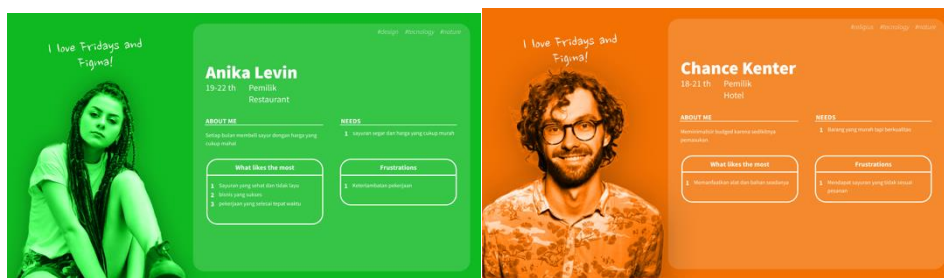 I love Fridays and
Figma!
#design #tecnology #nature
Anika Levin
19-22 th Pemilik
Restaurant
ABOUT ME
Setiap bulan membeli sayur dengan harga yang
cukup mahal
NEEDS
1 sayuran segar dan harga yang cukup murah
What likes the most
1 Sayuran yang sehat dan tidak layu
2 bisnis yang sukses
3 pekerjaan yang selesai tepat waktu
Frustrations
1 Keterlambatan pekerjaan
I love Fridays and
Figma!
#tecnology #nature
Chance Kenter
18-21 th Pemilik
Hotel
ABOUT ME
budged karena sedikitnya
pemasukan
NEEDS
1 Barang yang murah tapi berkualitas
What likes the most
1 Memanfaatkan alat dan bahan seadanya
Frustrations
1 Mendapat sayuran yang tidak sesuai
pesanan